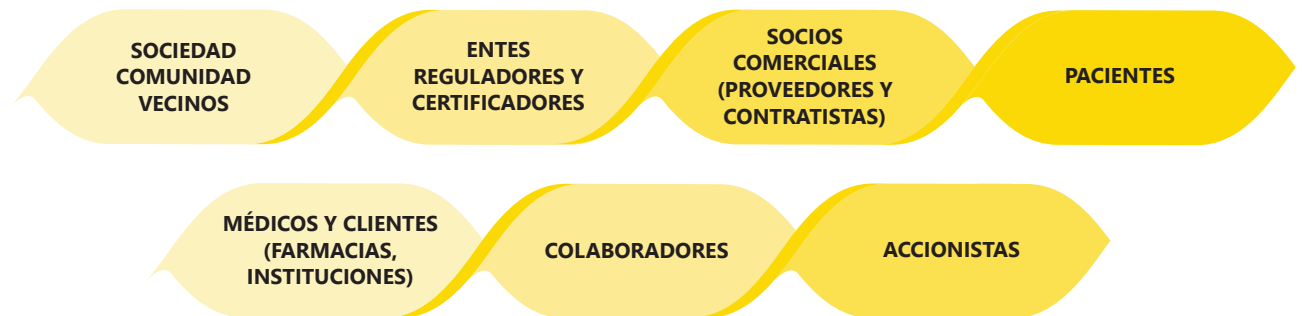 SOCIEDAD
COMUNIDAD
VECINOS
ENTES
REGULADORES Y
CERTIFICADORES
SOCIOS
COMERCIALES
(PROVEEDORES Y
CONTRATISTAS)
PACIENTES
MÉDICOS Y CLIENTES
(FARMACIAS,
INSTITUCIONES)
COLABORADORES
ACCIONISTAS